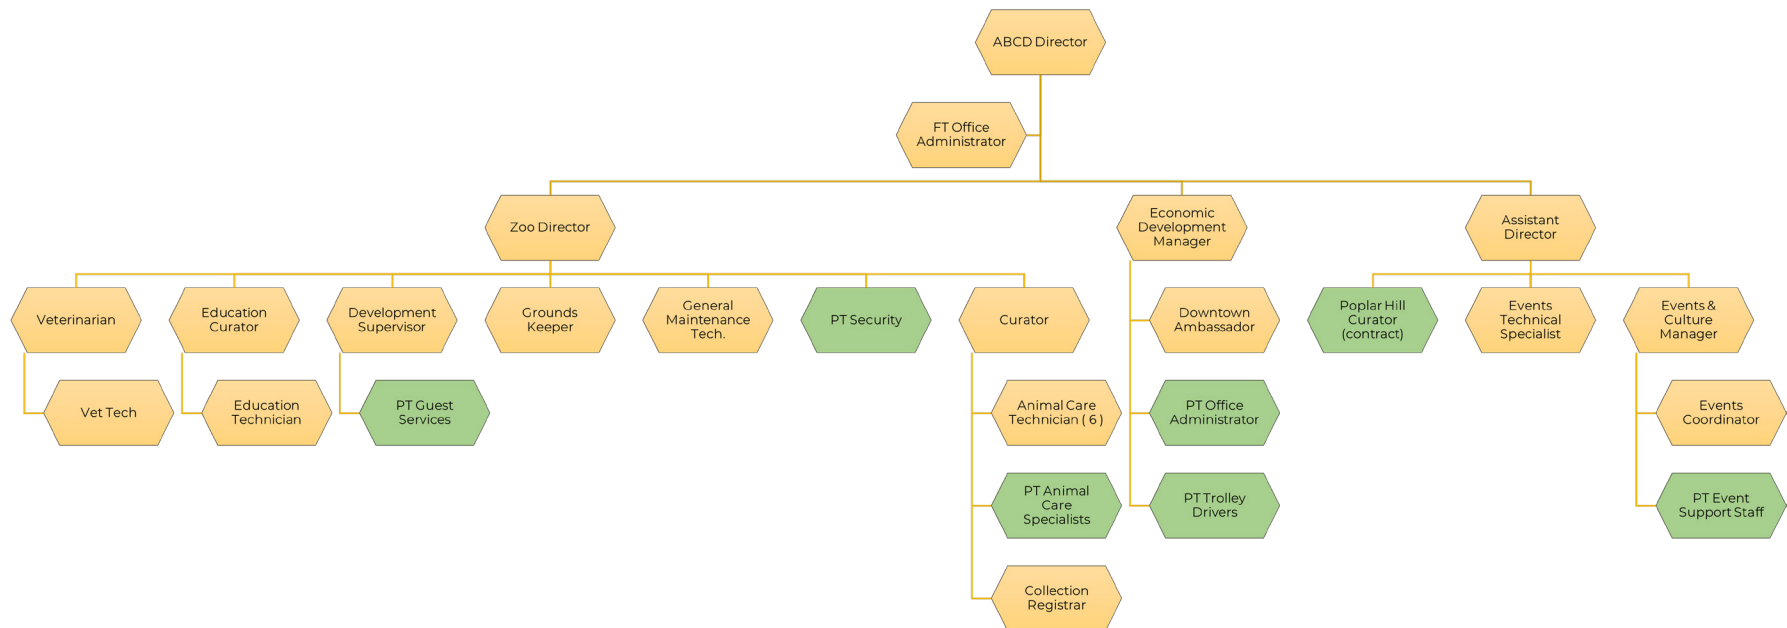 ABCD Director
FT Office
Administrator
Zoo Director
Economic
Development
Manager
Assistant
Director
Veterinarian
Education
Curator
Development
Supervisor
Grounds
Keeper
General
Maintenance
Tech.
PT Security
Curator
Downtown
Ambassador
Poplar Hill
Curator
(contract)
Events
Technical
Specialist
Events &
Culture
Manager
Vet Tech
Education
Technician
PT Guest
Services
Animal Care
Technician ( 6 )
PT Office
Administrator
Events
Coordinator
PT Animal
Care
Specialists
PT Trolley
Drivers
PT Event
Support Staff
Collection
Registrar